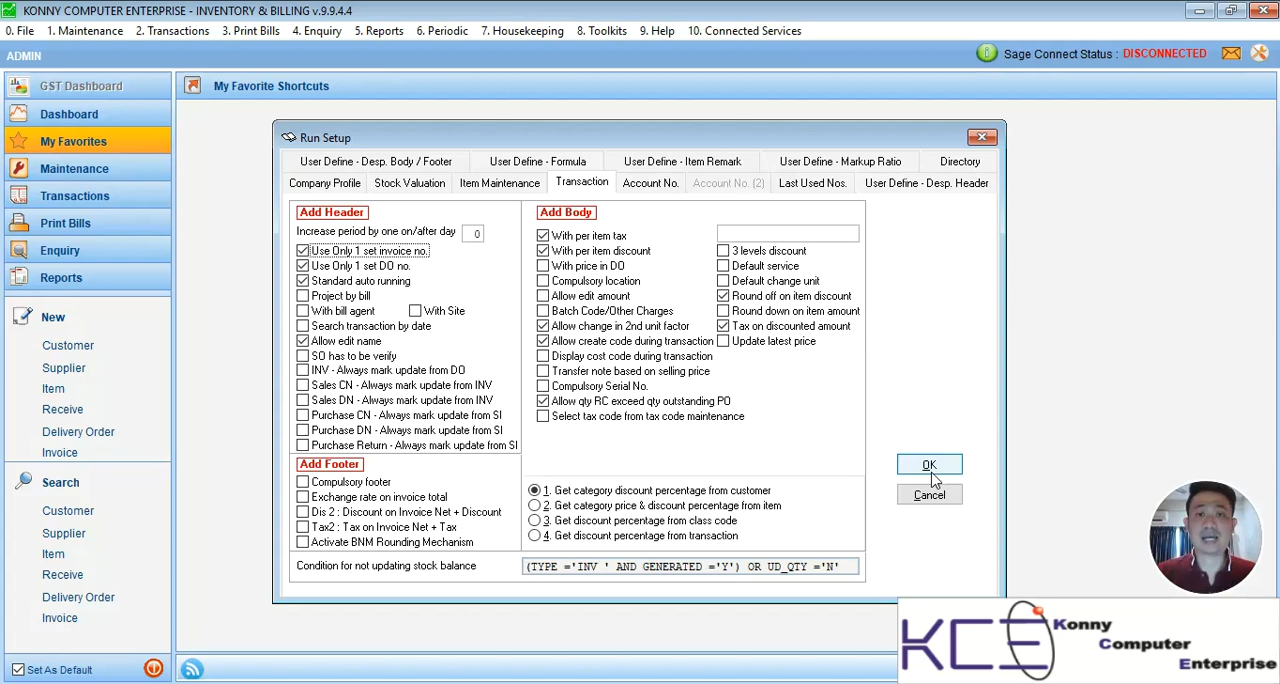 KONNY COMPUTER ENTERPRISE - INVENTORY & BILLING v.9.9.4.4
0. File 1. Maintenance 2. Transactions 3. Print Bills 4. Enquiry 5. Reports 6. Periodic 7. Housekeeping 8. Toolkits 9. Help 10. Connected Services
ADMIN
Sage Connect Status : DISCONNECTED
GST Dashboard
Dashboard
My Favorites
Maintenance
Transactions
Print Bills
Enquiry
Reports
New
Customer
Supplier
Item
Receive
Delivery Order
Invoice
Search
Customer
Supplier
Item
Receive
Delivery Order
Invoice
Set As Default
My Favorite Shortcuts
Run Setup
User Define - Desp. Body / Footer User Define - Formula User Define - Item Remark User Define - Markup Ratio Directory
Company Profile Stock Valuation Item Maintenance Transaction Account No. Account No. (2) Last Used Nos. User Define - Desp. Header
Add Header
Increase period by one on/after day 0
Use Only 1 set invoice no.
Use Only 1 set DO no.
Standard auto running
Project by bill
With bill agent With Site
Search transaction by date
Allow edit name
SO has to be verify
INV - Always mark update from DO
Sales CN - Always mark update from INV
Sales DN - Always mark update from INV
Purchase CN - Always mark update from SI
Purchase DN - Always mark update from SI
Purchase Return - Always mark update from SI
Add Footer
Compulsory footer
Exchange rate on invoice total
Dis 2 : Discount on Invoice Net + Discount
Tax2 : Tax on Invoice Net + Tax
Activate BNM Rounding Mechanism
Condition for not updating stock balance
Add Body
With per item tax
With per item discount 3 levels discount
With price in DO Default service
Compulsory location Default change unit
Allow edit amount Round off on item discount
Batch Code/Other Charges Round down on item amount
Allow change in 2nd unit factor Tax on discounted amount
Allow create code during transaction Update latest price
Display cost code during transaction
Transfer note based on selling price
Compulsory Serial No.
Allow qty RC exceed qty outstanding PO
Select tax code from tax code maintenance
1. Get category discount percentage from customer
2. Get category price & discount percentage from item
3. Get discount percentage from class code
4. Get discount percentage from transaction
(TYPE ='INV ' AND GENERATED ='Y') OR UD_QTY ='N'
OK
Cancel
KCE Konny
Computer
Enterprise